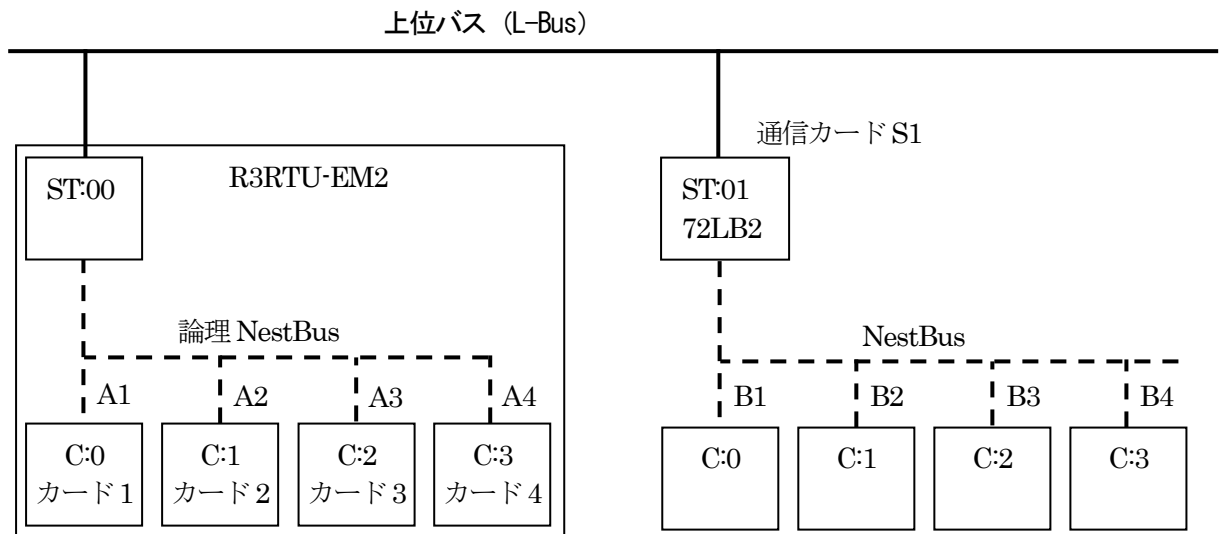 上位バス（L-Bus）
通信カード S1
ST:00
R3RTU-EM2
ST:01
72LB2
論理 NestBus
NestBus
A1
A2
A3
A4
B1
B2
B3
B4
C:0
カード 1
C:1
カード 2
C:2
カード 3
C:3
カード 4
C:0
C:1
C:2
C:3